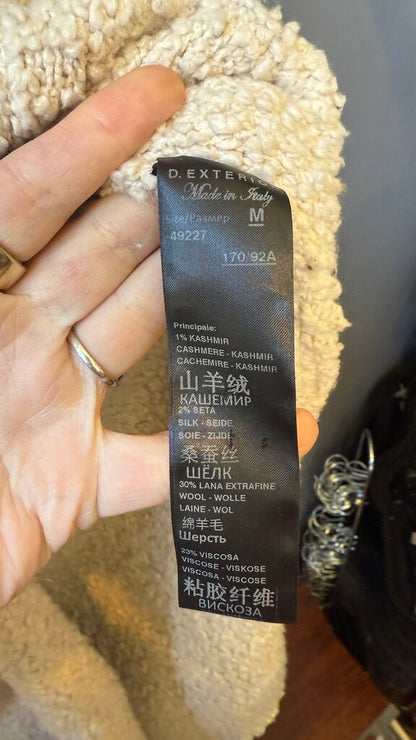 D. EXTERIO
Made in Italy
Size/Размер M
49227
170/92A
Principale:
1% KASHMIR
CASHMERE - KASHMIR
CACHEMIRE - KASHMIR
山羊绒
КАШЕМИР
2% SETA
SILK - SEIDE
SOIE - ZIJDE
桑蚕丝
ШЁЛК
30% LANA EXTRAFINE
WOOL - WOLLE
LAINE - WOL
绵羊毛
Шерсть
23% VISCOSA
VISCOSE - VISKOSE
VISCOSA - VISCOSE
粘胶纤维
ВИСКОЗА